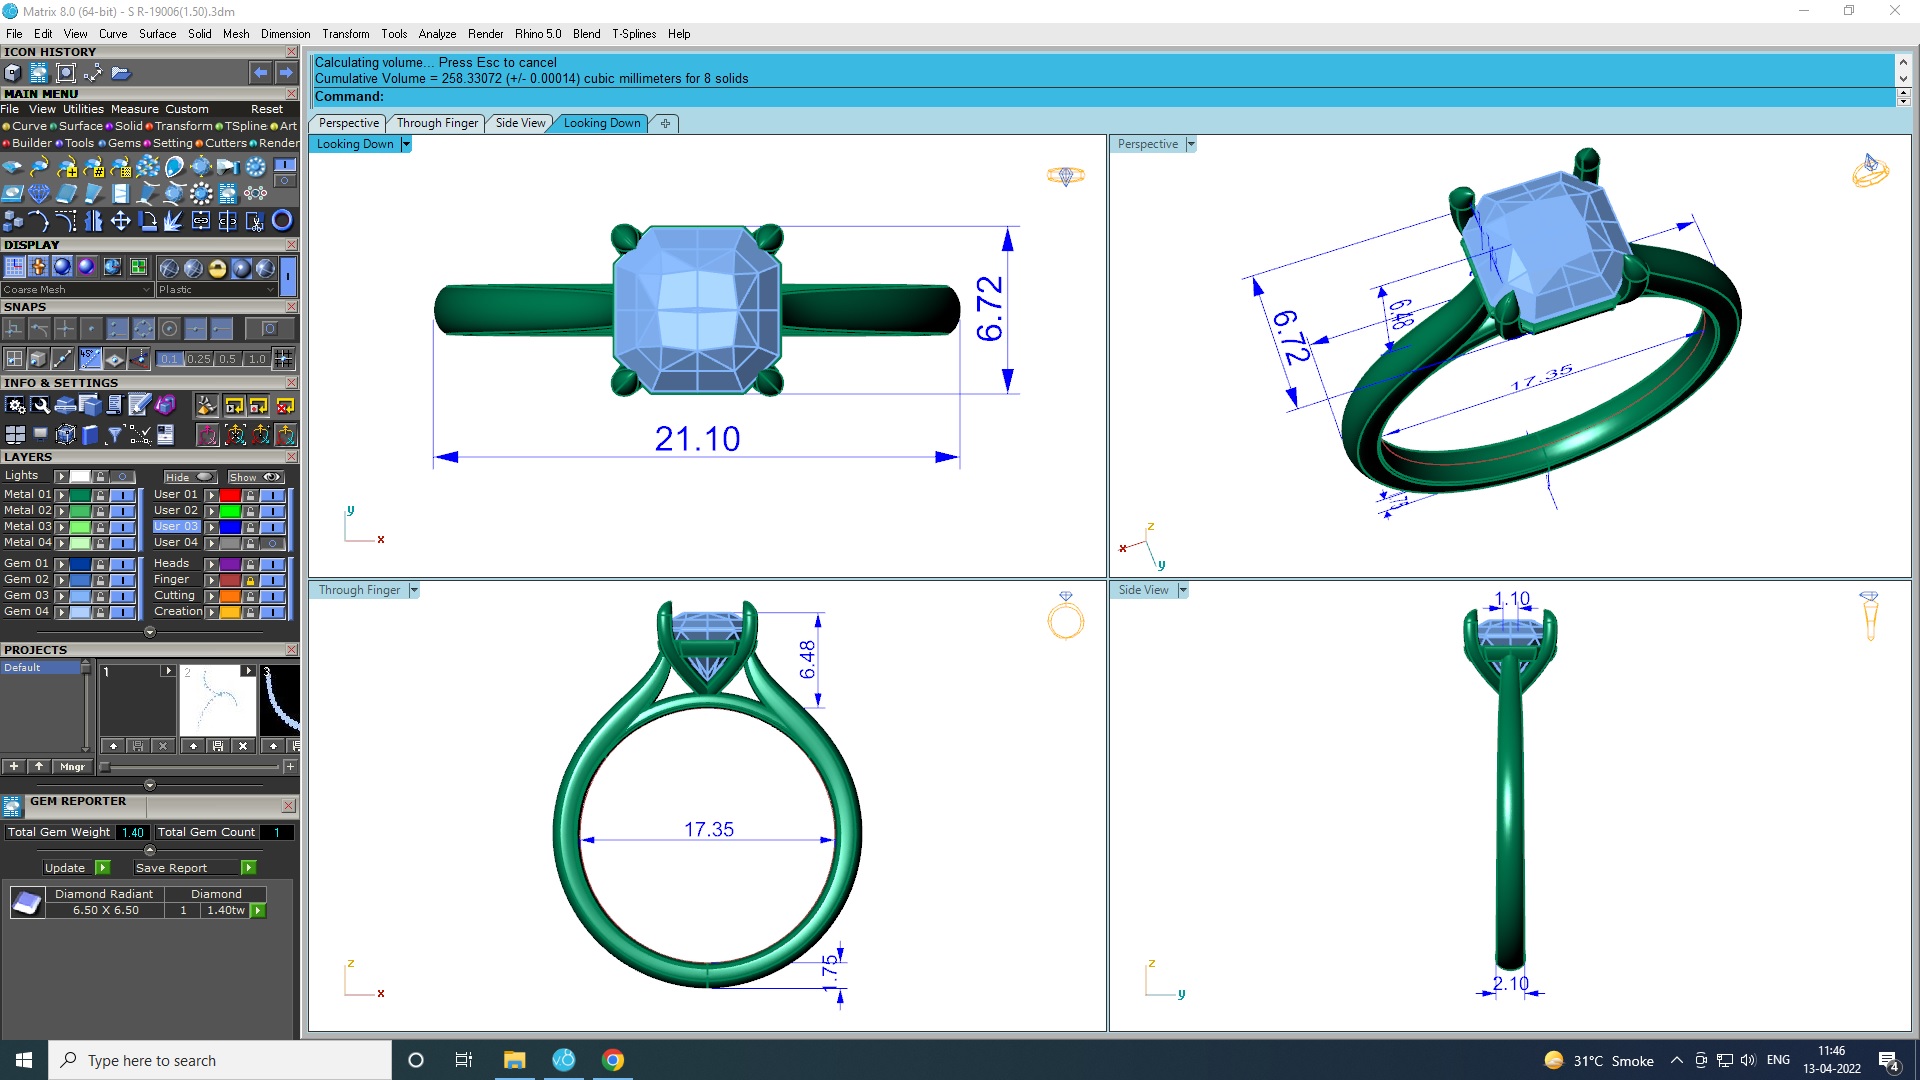 Matrix 8.0 (64-bit) - S R-19006(1.50).3dm
File Edit View Curve Surface Solid Mesh Dimension Transform Tools Analyze Render Rhino 5.0 Blend T-Splines Help
ICON HISTORY
MAIN MENU
File View Utilities Measure Custom Reset
Curve Surface Solid Transform TSpline Art
Builder Tools Gems Setting Cutters Render
DISPLAY
Coarse Mesh Plastic
SNAPS
45°
0.1 0.25 0.5 1.0
INFO & SETTINGS
LAYERS
Lights Hide Show
Metal 01 User 01
Metal 02 User 02
Metal 03 User 03
Metal 04 User 04
Gem 01 Heads
Gem 02 Finger
Gem 03 Cutting
Gem 04 Creation
PROJECTS
Default
1 2 3
Mngr
GEM REPORTER
Total Gem Weight 1.40 Total Gem Count 1
Update Save Report
Diamond Radiant Diamond
6.50 X 6.50 1 1.40tw
Calculating volume... Press Esc to cancel
Cumulative Volume = 258.33072 (+/- 0.00014) cubic millimeters for 8 solids
Command:
Perspective Through Finger Side View Looking Down
Looking Down
6.72
21.10
y
x
Perspective
6.72
6.48
17.35
z
x
y
Through Finger
6.48
17.35
1.75
z
x
Side View
1.10
2.10
z
y
Type here to search
31°C Smoke
ENG
11:46
13-04-2022
4